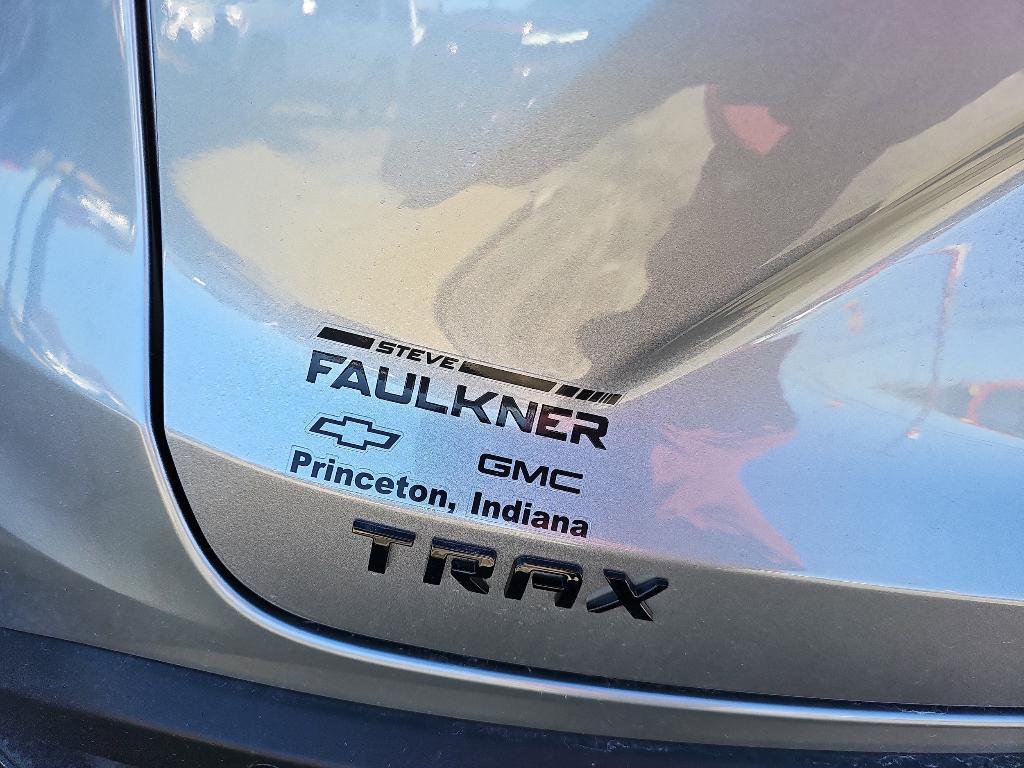 STEVE
FAULKNER
GMC
Princeton, Indiana
TRAX